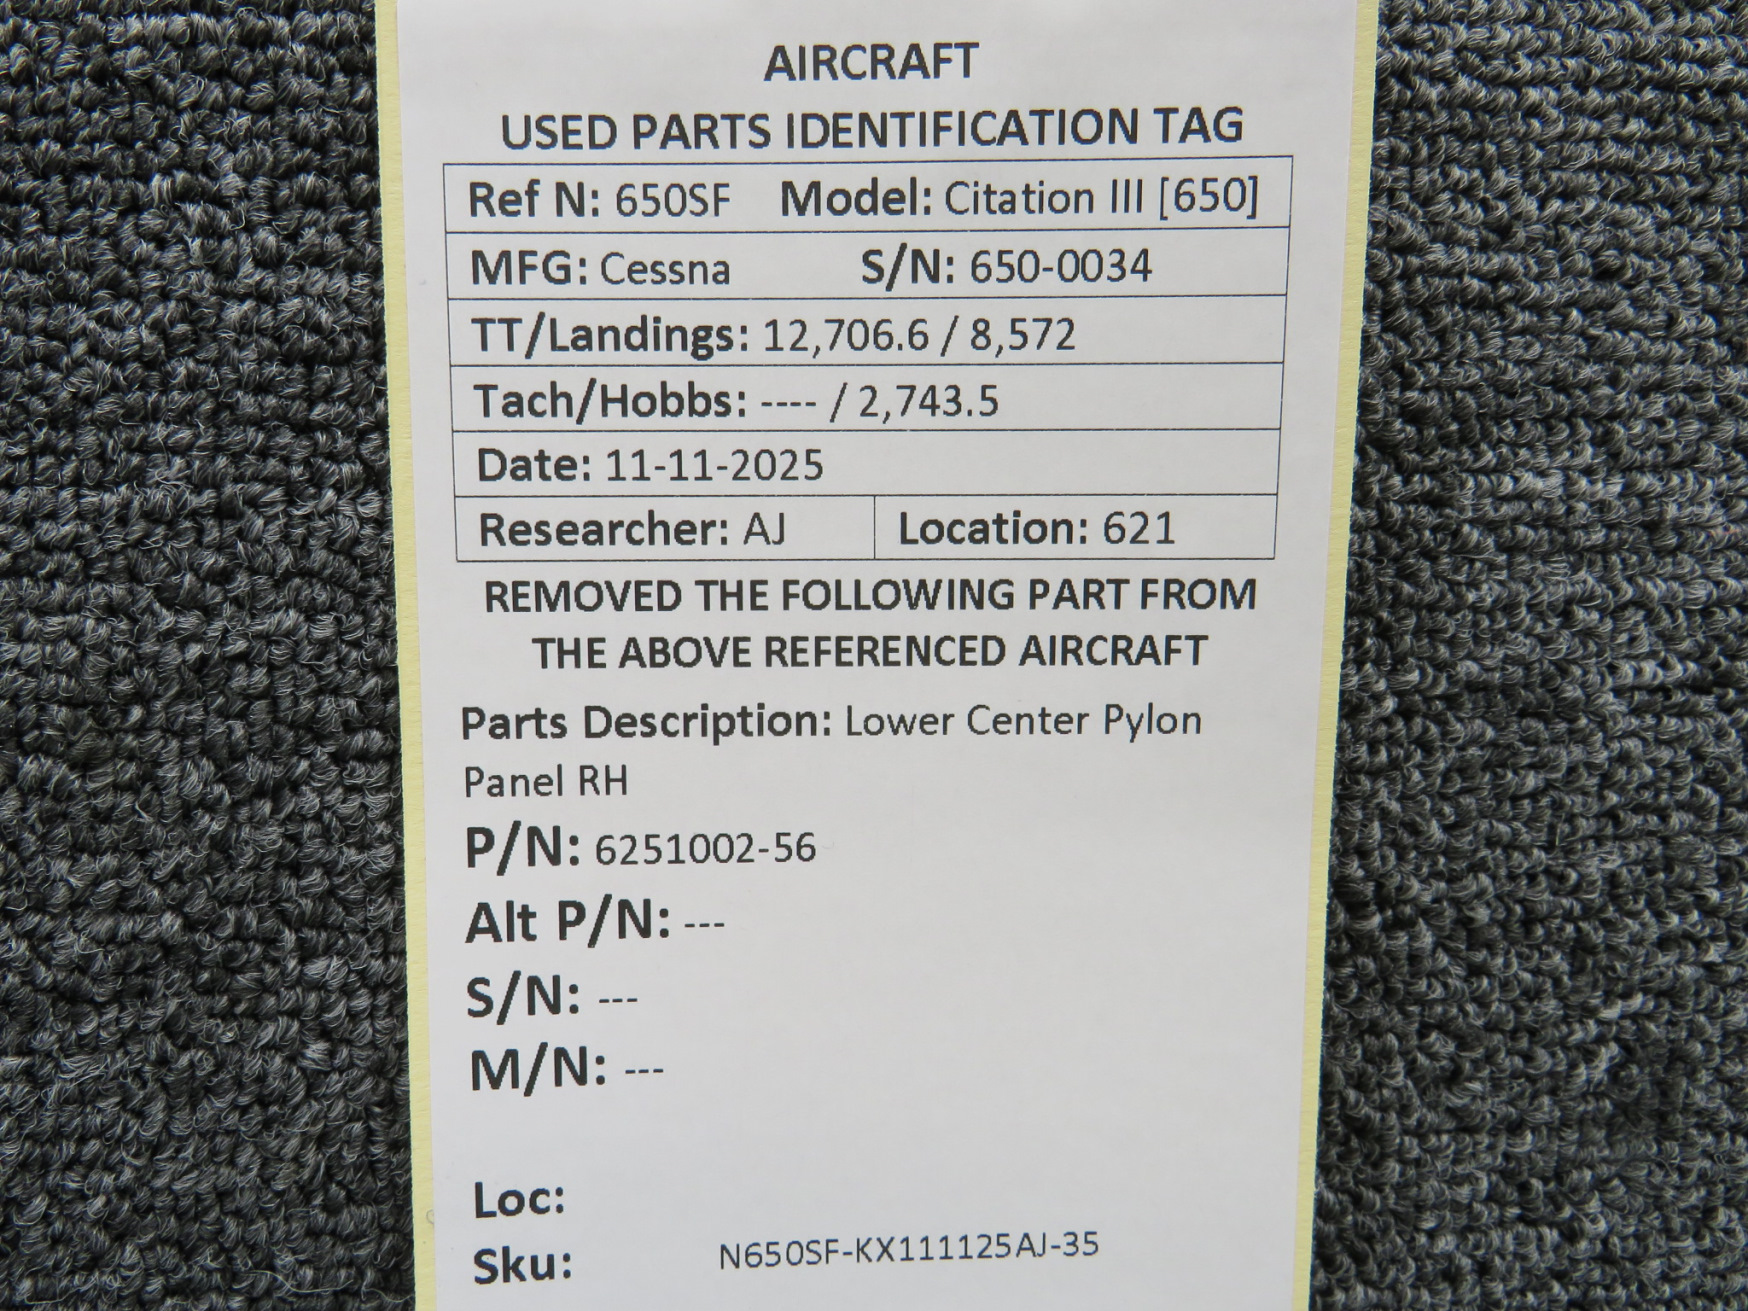 AIRCRAFT
USED PARTS IDENTIFICATION TAG
Ref N: 650SF Model: Citation III [650]
MFG: Cessna S/N: 650-0034
TT/Landings: 12,706.6 / 8,572
Tach/Hobbs: ---- / 2,743.5
Date: 11-11-2025
Researcher: AJ Location: 621
REMOVED THE FOLLOWING PART FROM
THE ABOVE REFERENCED AIRCRAFT
Parts Description: Lower Center Pylon
Panel RH
P/N: 6251002-56
Alt P/N: ---
S/N: ---
M/N: ---
Loc:
Sku: N650SF-KX111125AJ-35